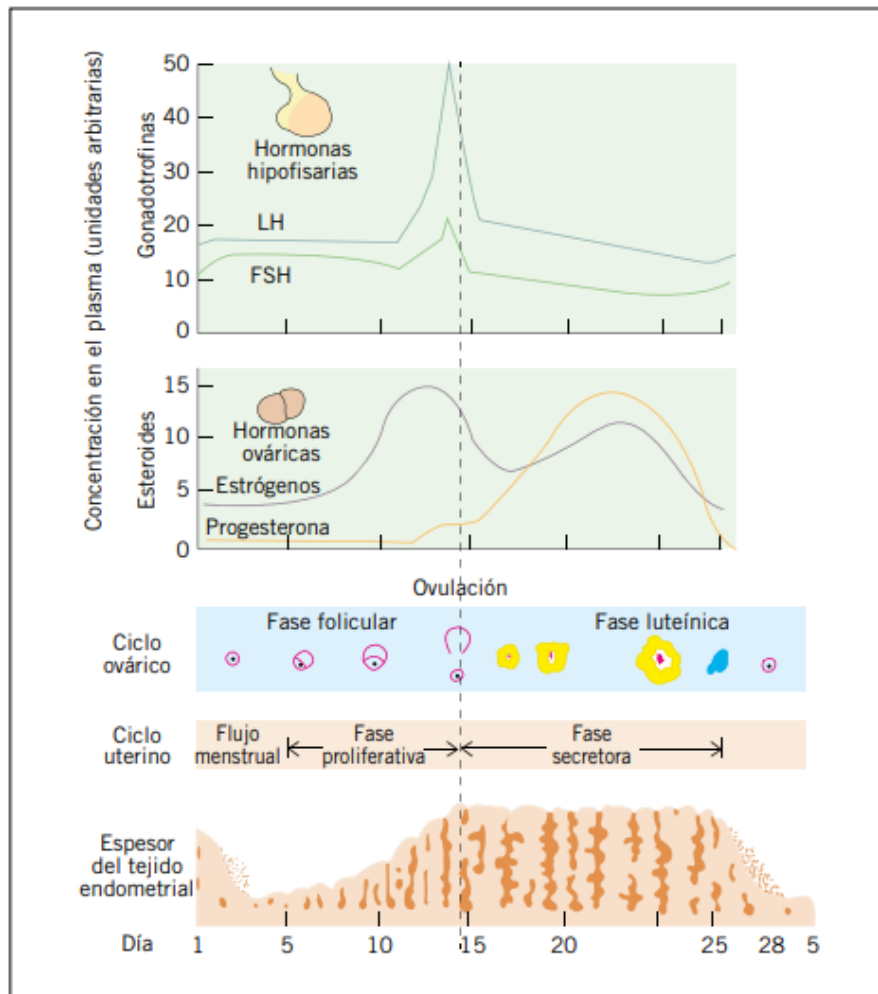 Concentración en el plasma (unidades arbitrarias)
Gonadotrofinas
50
40
30
20
10
0
Hormonas
hipofisarias
LH
FSH
Esteroides
15
10
5
0
Hormonas
ováricas
Estrógenos
Progesterona
Ovulación
Ciclo
ovárico
Fase folicular
Fase luteínica
Ciclo
uterino
Flujo
menstrual
Fase
proliferativa
Fase
secretora
Espesor
del tejido
endometrial
Día
1 5 10 15 20 25 28 5